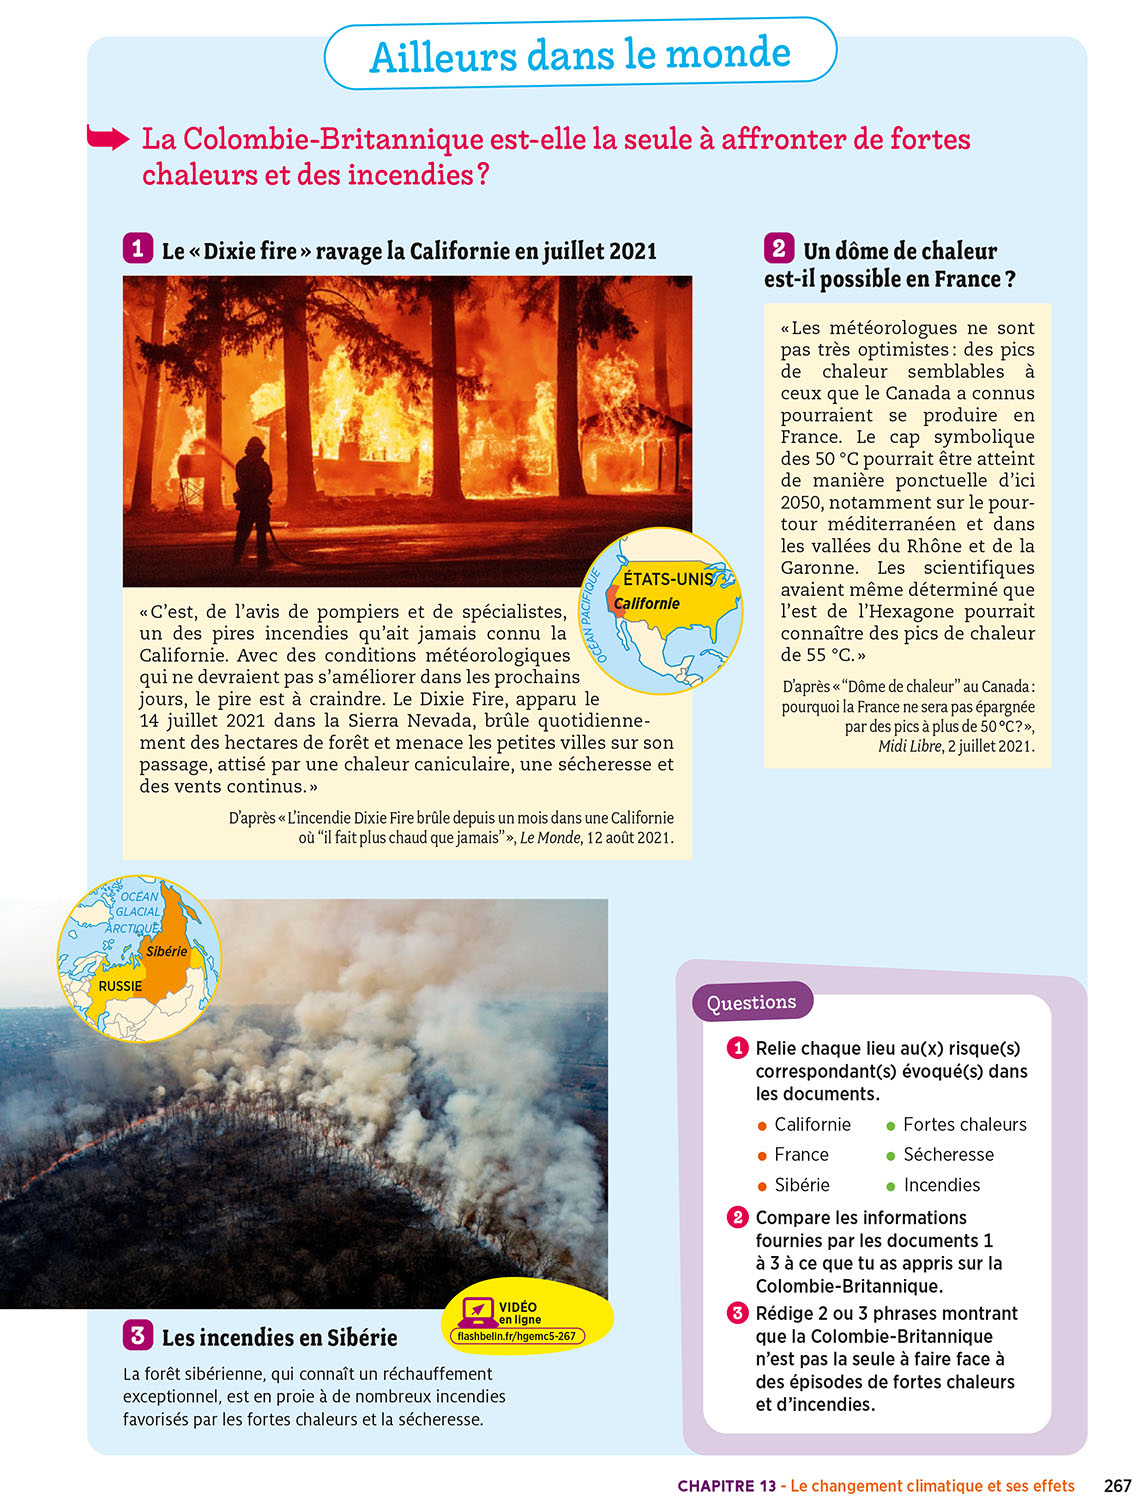 Ailleurs dans le monde
La Colombie-Britannique est-elle la seule à affronter de fortes
chaleurs et des incendies ?
1 Le « Dixie fire » ravage la Californie en juillet 2021
OCÉAN PACIFIQUE
ÉTATS-UNIS
Californie
« C'est, de l'avis de pompiers et de spécialistes,
un des pires incendies qu'ait jamais connu la
Californie. Avec des conditions météorologiques
qui ne devraient pas s'améliorer dans les prochains
jours, le pire est à craindre. Le Dixie Fire, apparu le
14 juillet 2021 dans la Sierra Nevada, brûle quotidienne-
ment des hectares de forêt et menace les petites villes sur son
passage, attisé par une chaleur caniculaire, une sécheresse et
des vents continus. »
D'après « L'incendie Dixie Fire brûle depuis un mois dans une Californie
où “il fait plus chaud que jamais” », Le Monde, 12 août 2021.
2 Un dôme de chaleur
est-il possible en France ?
« Les météorologues ne sont
pas très optimistes : des pics
de chaleur semblables à
ceux que le Canada a connus
pourraient se produire en
France. Le cap symbolique
des 50 °C pourrait être atteint
de manière ponctuelle d'ici
2050, notamment sur le pour-
tour méditerranéen et dans
les vallées du Rhône et de la
Garonne. Les scientifiques
avaient même déterminé que
l'est de l'Hexagone pourrait
connaître des pics de chaleur
de 55 °C. »
D'après « “Dôme de chaleur” au Canada :
pourquoi la France ne sera pas épargnée
par des pics à plus de 50 °C ? »,
Midi Libre, 2 juillet 2021.
OCÉAN
GLACIAL
ARCTIQUE
Sibérie
RUSSIE
VIDÉO
en ligne
flashbelin.fr/hgemc5-267
3 Les incendies en Sibérie
La forêt sibérienne, qui connaît un réchauffement
exceptionnel, est en proie à de nombreux incendies
favorisés par les fortes chaleurs et la sécheresse.
Questions
1 Relie chaque lieu au(x) risque(s)
correspondant(s) évoqué(s) dans
les documents.
• Californie • Fortes chaleurs
• France • Sécheresse
• Sibérie • Incendies
2 Compare les informations
fournies par les documents 1
à 3 à ce que tu as appris sur la
Colombie-Britannique.
3 Rédige 2 ou 3 phrases montrant
que la Colombie-Britannique
n'est pas la seule à faire face à
des épisodes de fortes chaleurs
et d'incendies.
CHAPITRE 13 - Le changement climatique et ses effets 267